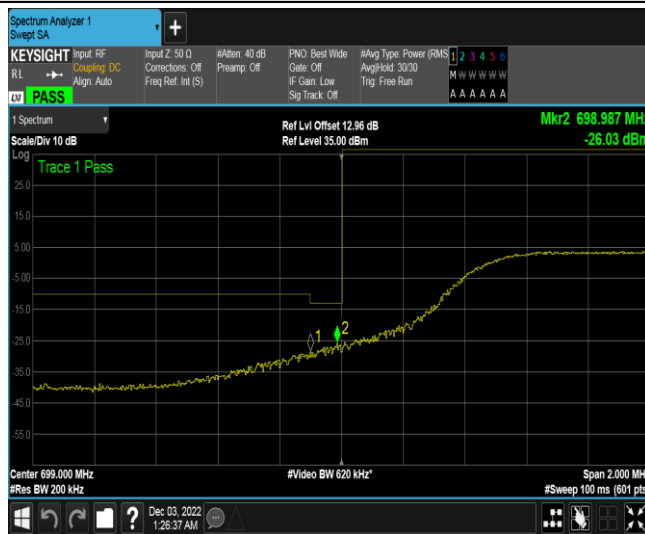 Spectrum Analyzer 1
Swept SA
+
KEYSIGHT
RL
LXI PASS
Input: RF
Coupling: DC
Align: Auto
Input Z: 50 Ω
Corrections: Off
Freq Ref: Int (S)
#Atten: 40 dB
Preamp: Off
PNO: Best Wide
Gate: Off
IF Gain: Low
Sig Track: Off
#Avg Type: Power (RMS
Avg|Hold: 30/30
Trig: Free Run
1 2 3 4 5 6
M W W W W W
A A A A A A
1 Spectrum
Scale/Div 10 dB
Ref Lvl Offset 12.96 dB
Ref Level 35.00 dBm
Mkr2 698.987 MHz
-26.03 dBm
Log
Trace 1 Pass
25.0
15.0
5.00
-5.00
-15.0
-25.0
-35.0
-45.0
-55.0
1
2
Center 699.000 MHz
#Res BW 200 kHz
#Video BW 620 kHz*
Span 2.000 MHz
#Sweep 100 ms (601 pts
?
Dec 03, 2022
1:26:37 AM